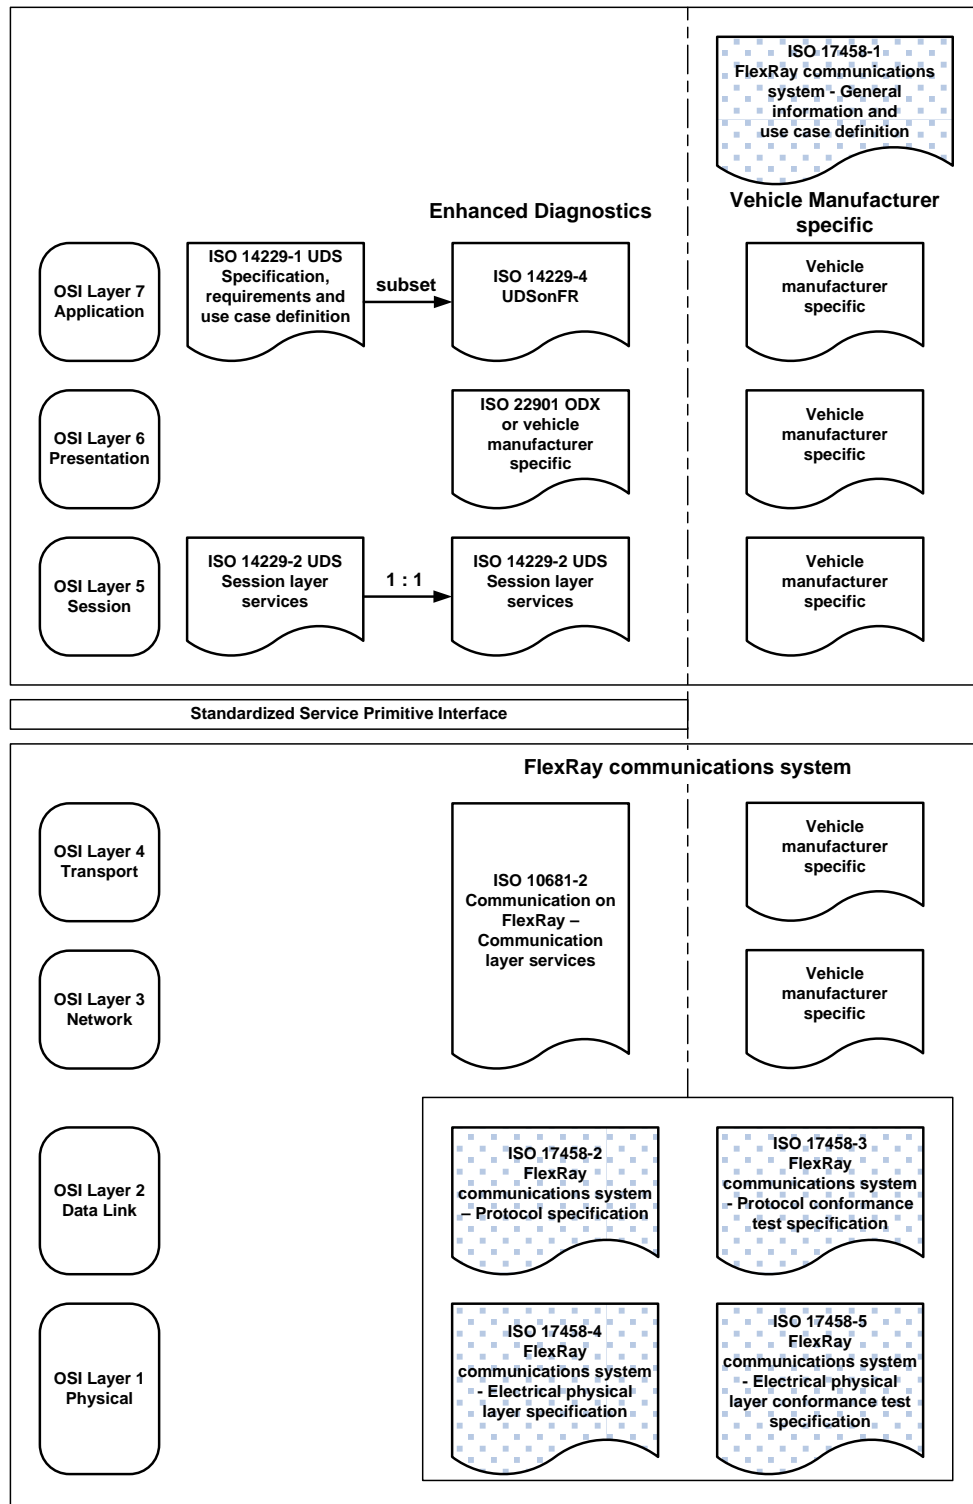 ISO 17458-1
FlexRay communications
system - General
information and
use case definition
Enhanced Diagnostics
Vehicle Manufacturer
specific
OSI Layer 7
Application
ISO 14229-1 UDS
Specification,
requirements and
use case definition
subset
ISO 14229-4
UDSonFR
Vehicle
manufacturer
specific
OSI Layer 6
Presentation
ISO 22901 ODX
or vehicle
manufacturer
specific
Vehicle
manufacturer
specific
OSI Layer 5
Session
ISO 14229-2 UDS
Session layer
services
1 : 1
ISO 14229-2 UDS
Session layer
services
Vehicle
manufacturer
specific
Standardized Service Primitive Interface
FlexRay communications system
OSI Layer 4
Transport
ISO 10681-2
Communication on
FlexRay –
Communication
layer services
Vehicle
manufacturer
specific
OSI Layer 3
Network
Vehicle
manufacturer
specific
OSI Layer 2
Data Link
ISO 17458-2
FlexRay
communications system
– Protocol specification
ISO 17458-3
FlexRay
communications system
- Protocol conformance
test specification
OSI Layer 1
Physical
ISO 17458-4
FlexRay
communications system
- Electrical physical
layer specification
ISO 17458-5
FlexRay
communications system
- Electrical physical
layer conformance test
specification